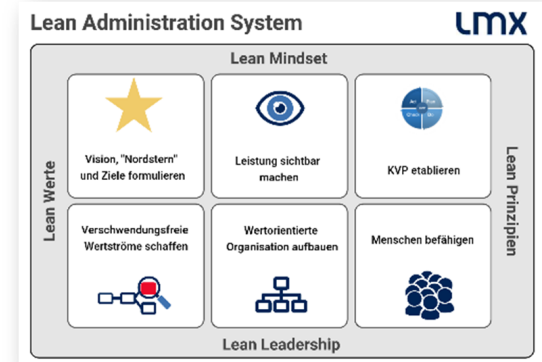 Lean Administration System
LMX
Lean Mindset
Lean Werte
Vision, "Nordstern"
und Ziele formulieren
Leistung sichtbar
machen
KVP etablieren
Lean Prinzipien
Verschwendungsfreie
Wertströme schaffen
Wertorientierte
Organisation aufbauen
Menschen befähigen
Lean Leadership